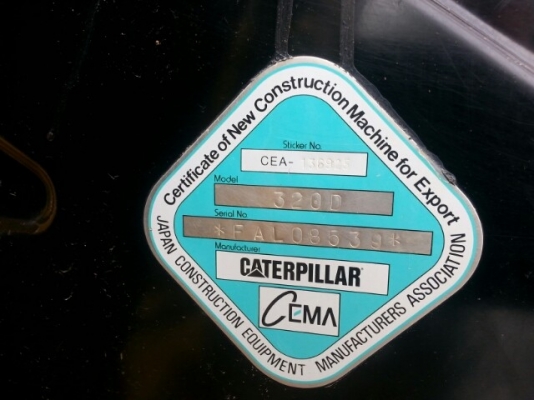 Certificate of New Construction Machine for Export
Sticker No.
CEA-
Model
320D
Serial No
*FAL08539*
Manufacturer
CATERPILLAR
CEMA
JAPAN CONSTRUCTION EQUIPMENT MANUFACTURERS ASSOCIATION